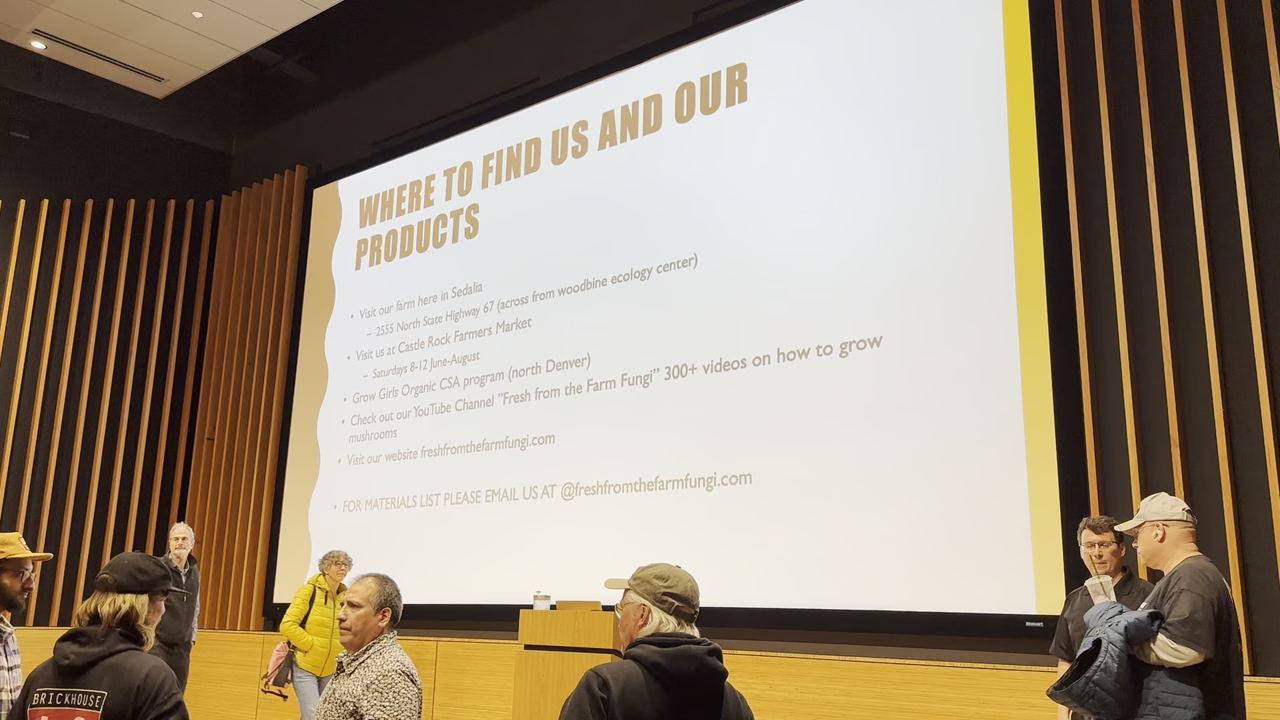 WHERE TO FIND US AND OUR
PRODUCTS
• Visit our farm here in Sedalia
– 2555 North State Highway 67 (across from woodbine ecology center)
• Visit us at Castle Rock Farmers Market
– Saturdays 8-12 June-August
• Grow Girls Organic CSA program (north Denver)
• Check out our YouTube Channel "Fresh from the Farm Fungi" 300+ videos on how to grow
mushrooms
• Visit our website freshfromthefarmfungi.com
• FOR MATERIALS LIST PLEASE EMAIL US AT @freshfromthefarmfungi.com
BRICKHOUSE